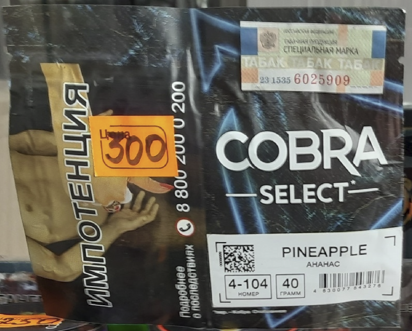 РОССИЙСКАЯ ФЕДЕРАЦИЯ
ТАБАЧНАЯ ПРОДУКЦИЯ
СПЕЦИАЛЬНАЯ МАРКА
ТАБАК ТАБАК ТАБАК
23 1535 6025909
ИМПОТЕНЦИЯ
Цена
300
Подробнее
о последствиях
8 800 200 0 200
COBRA
SELECT
PINEAPPLE
АНАНАС
4-104
НОМЕР
40
ГРАММ